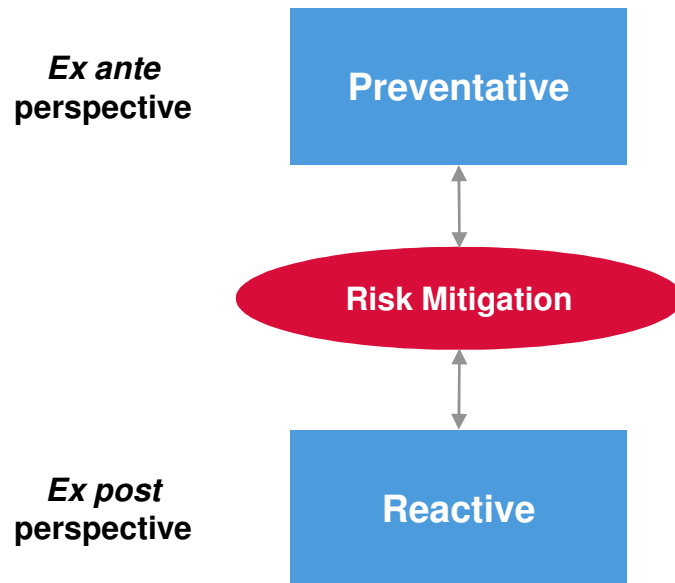 Ex ante
perspective
Preventative
Risk Mitigation
Ex post
perspective
Reactive